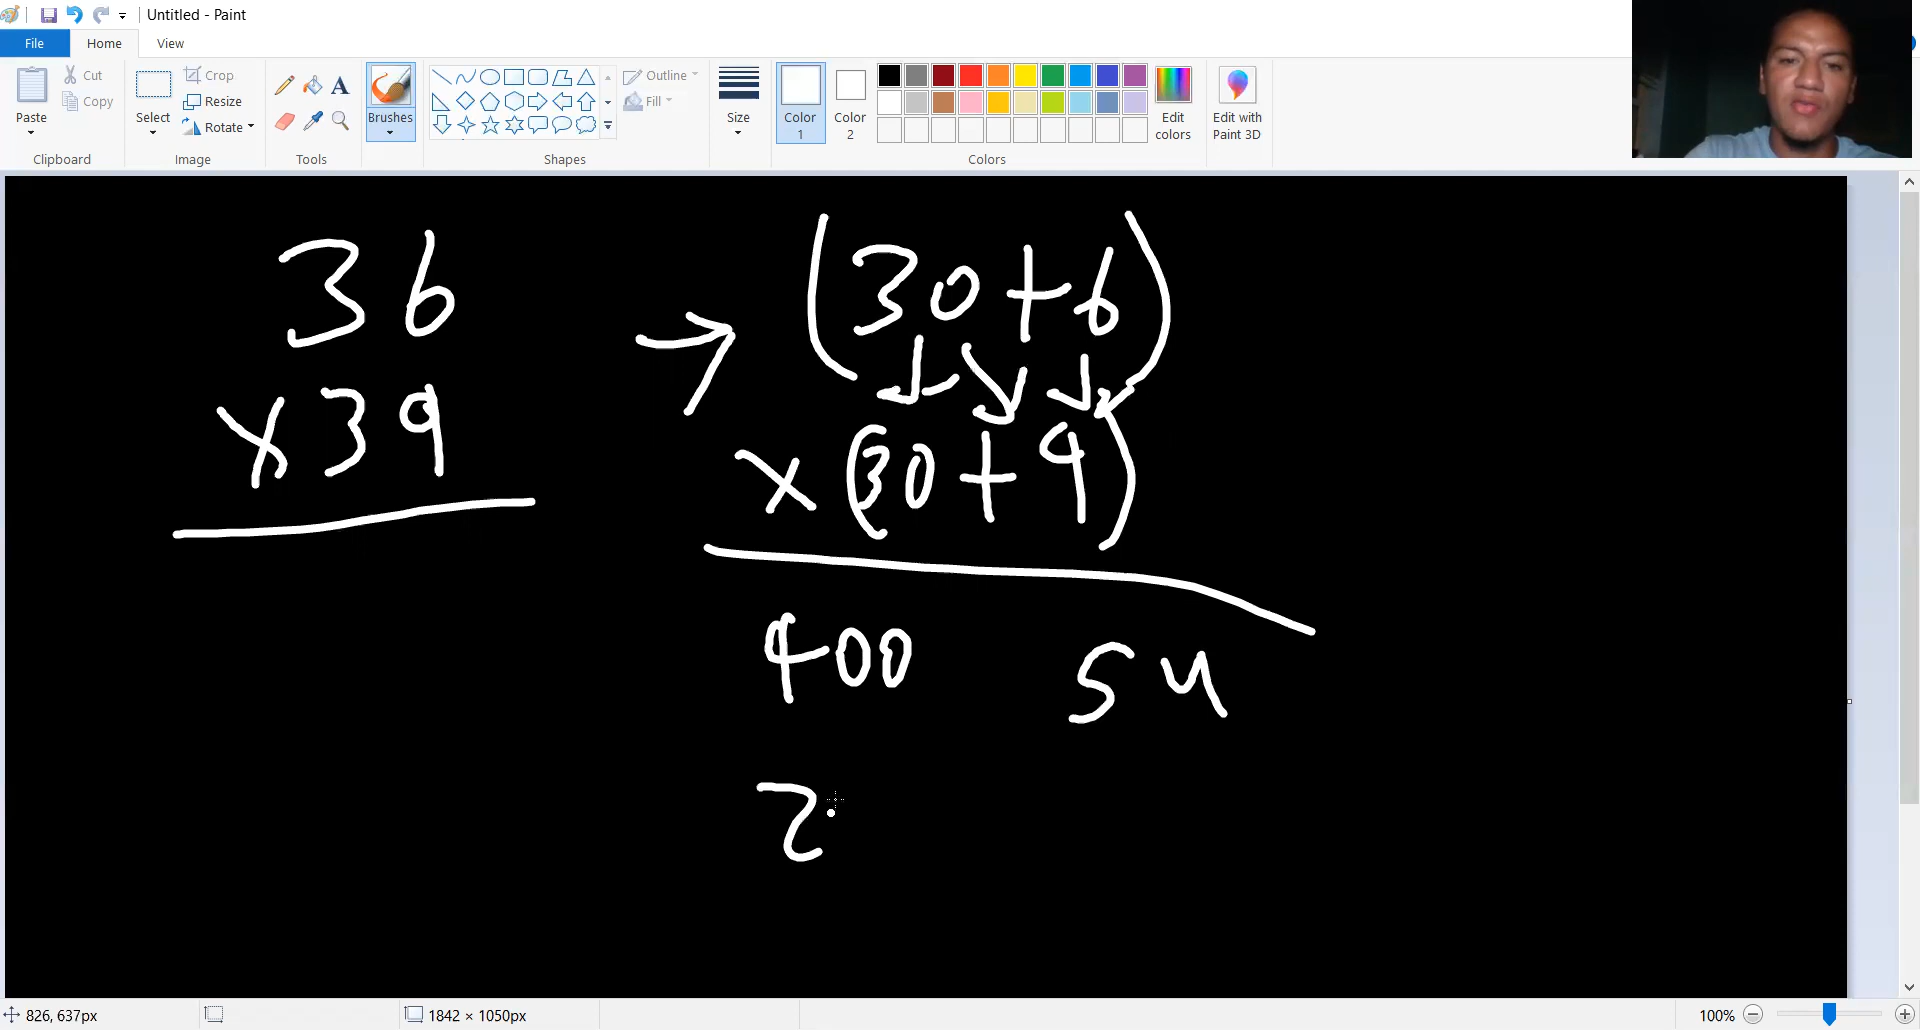 Untitled - Paint
File Home View
Paste
Cut
Copy
Clipboard
Select
Crop
Resize
Rotate
Image
Tools
Brushes
Shapes
Outline
Fill
Size
Color 1
Color 2
Edit colors
Edit with Paint 3D
Colors
36 → (30+6)
x39 x(30+9)
400 54
2
826, 637px
1842 × 1050px
100%